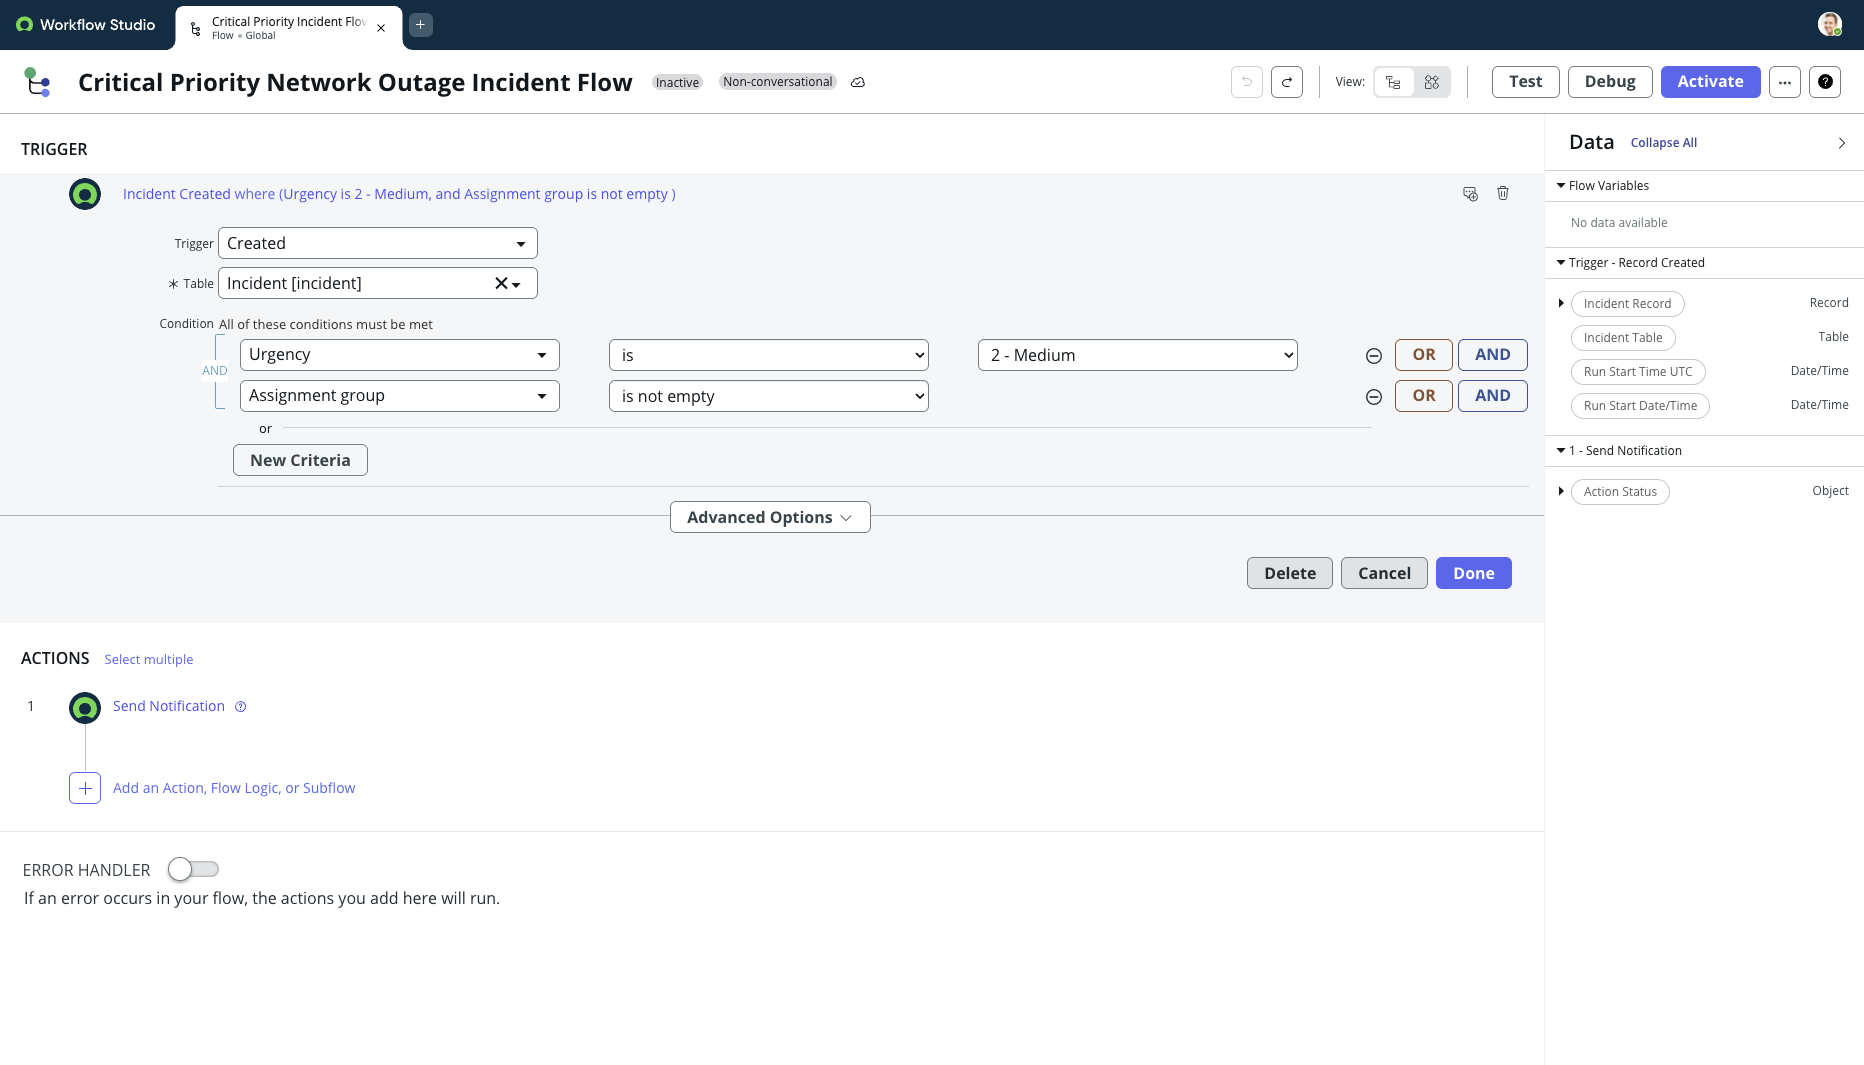 Workflow Studio
Critical Priority Incident Flow
Flow • Global
Critical Priority Network Outage Incident Flow
Inactive
Non-conversational
View:
Test
Debug
Activate
...
?
TRIGGER
Incident Created where (Urgency is 2 - Medium, and Assignment group is not empty )
Trigger
Created
* Table
Incident [incident]
Condition
All of these conditions must be met
AND
Urgency
is
2 - Medium
OR
AND
Assignment group
is not empty
OR
AND
or
New Criteria
Advanced Options
Delete
Cancel
Done
ACTIONS
Select multiple
1
Send Notification
?
Add an Action, Flow Logic, or Subflow
ERROR HANDLER
If an error occurs in your flow, the actions you add here will run.
Data
Collapse All
Flow Variables
No data available
Trigger - Record Created
Incident Record
Record
Incident Table
Table
Run Start Time UTC
Date/Time
Run Start Date/Time
Date/Time
1 - Send Notification
Action Status
Object